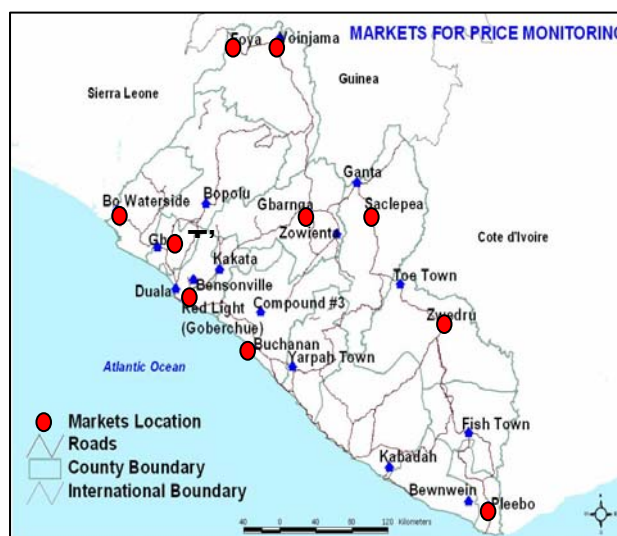 MARKETS FOR PRICE MONITORING
Foya
Voinjama
Sierra Leone
Guinea
Ganta
Bopolu
Bo Waterside
Gbarnga
Saclepea
Zowienta
Cote d'Ivoire
Kakata
Toe Town
Bensonville
Duala
Compound #3
Red Light
(Goberchue)
Zwedru
Buchanan
Yarpah Town
Atlantic Ocean
Markets Location
Roads
County Boundary
International Boundary
Fish Town
Kabadah
Bewnwein
Pleebo
40 0 40 80 120 Kilometers